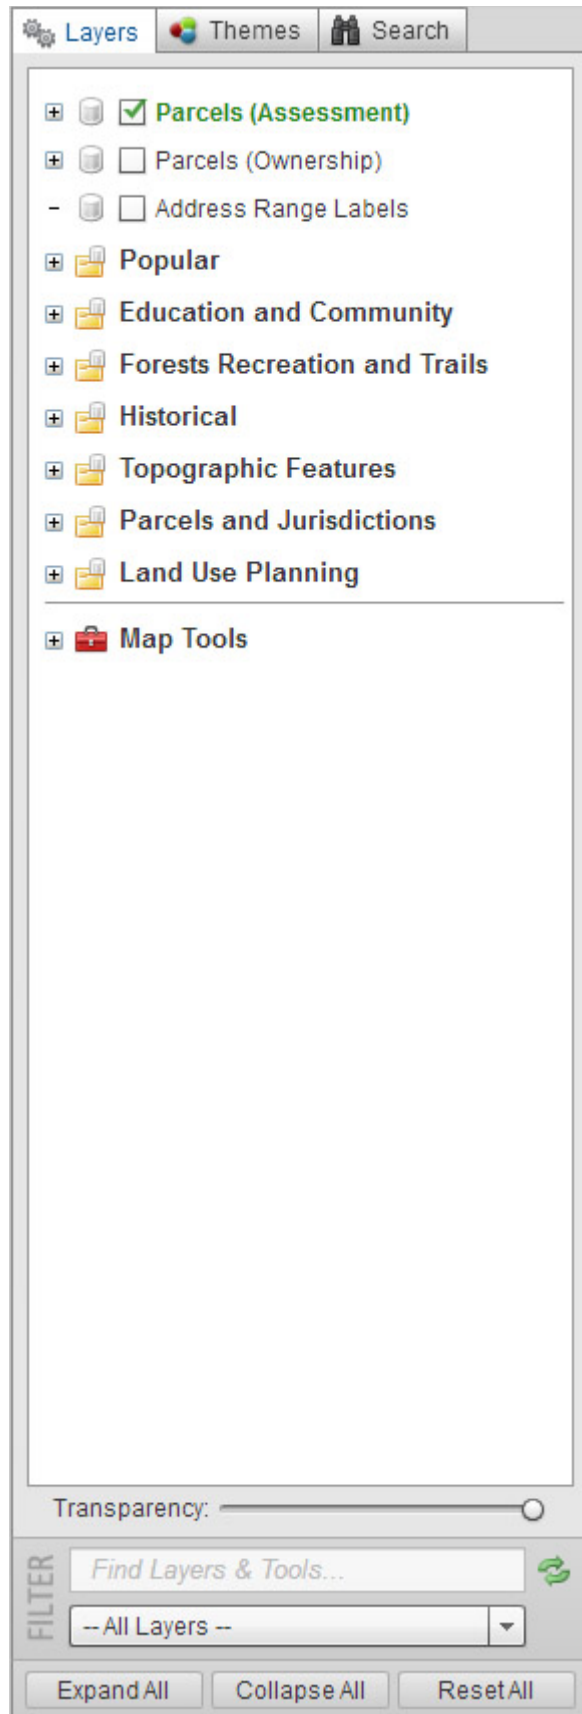 Layers Themes Search
Parcels (Assessment)
Parcels (Ownership)
Address Range Labels
Popular
Education and Community
Forests Recreation and Trails
Historical
Topographic Features
Parcels and Jurisdictions
Land Use Planning
Map Tools
Transparency:
FILTER
Find Layers & Tools...
-- All Layers --
Expand All Collapse All Reset All